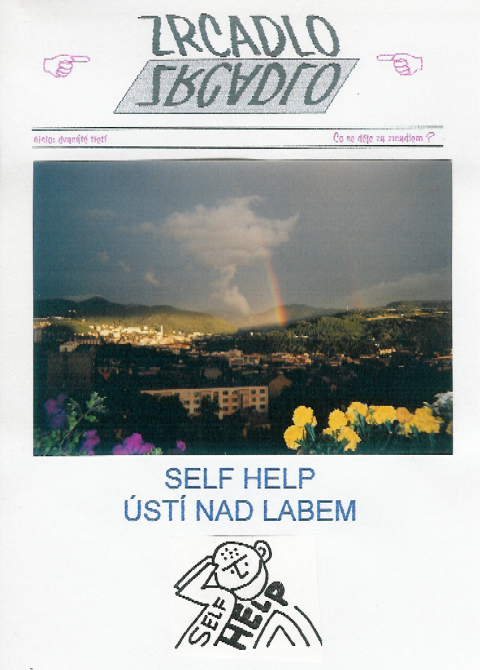 ZRCADLO
ZRCADLO
číslo: dvacáté třetí
Co se děje za zrcadlem ?
SELF HELP
ÚSTÍ NAD LABEM
SELF
HELP